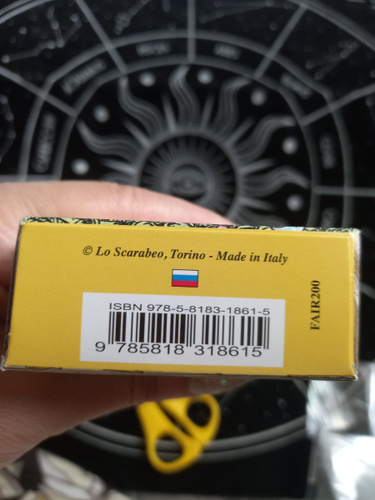 © Lo Scarabeo, Torino - Made in Italy
ISBN 978-5-8183-1861-5
9 785818 318615
FAIR200